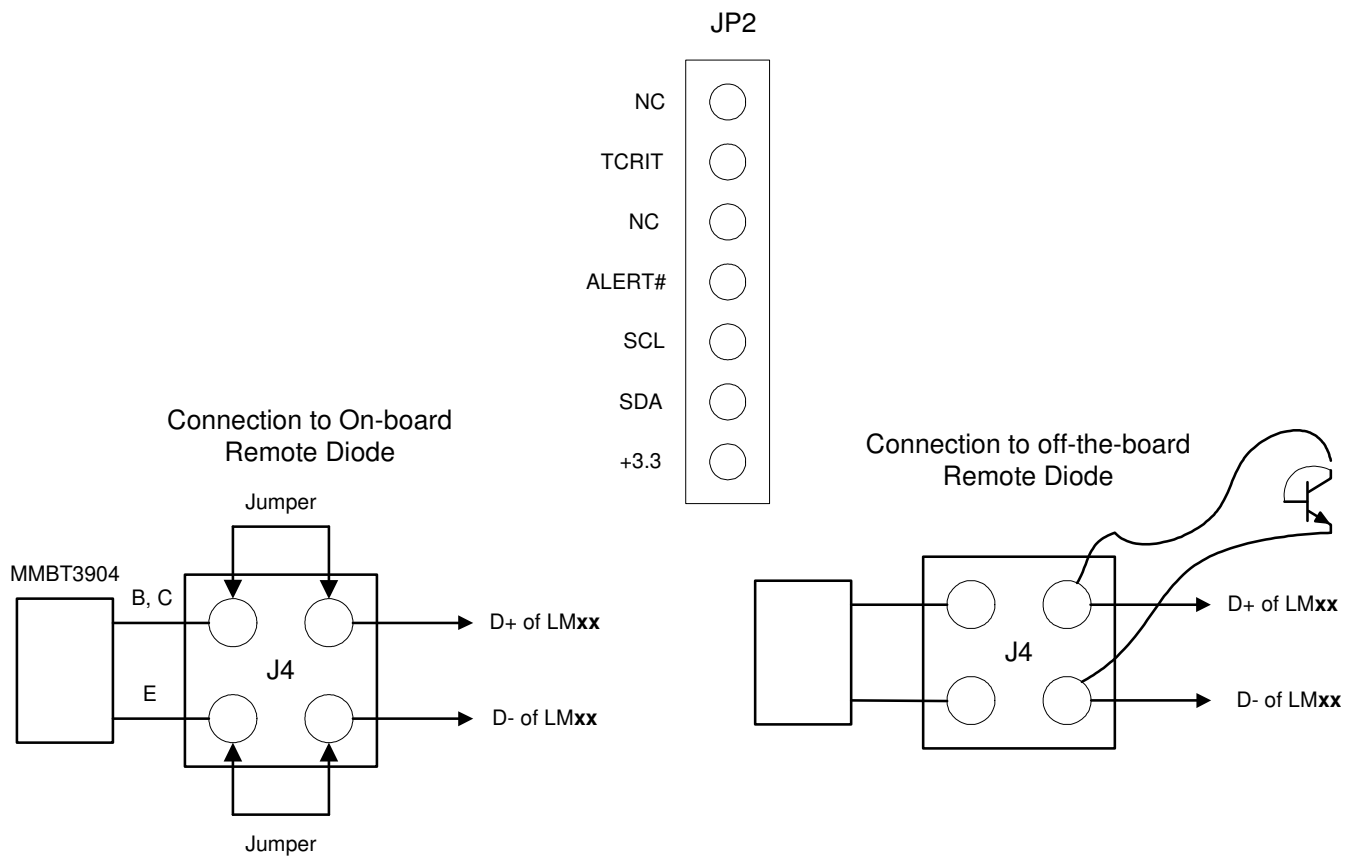 JP2
NC
TCRIT
NC
ALERT#
SCL
SDA
+3.3
Connection to On-board
Remote Diode
Jumper
MMBT3904
B, C
E
J4
D+ of LMxx
D- of LMxx
Jumper
Connection to off-the-board
Remote Diode
J4
D+ of LMxx
D- of LMxx